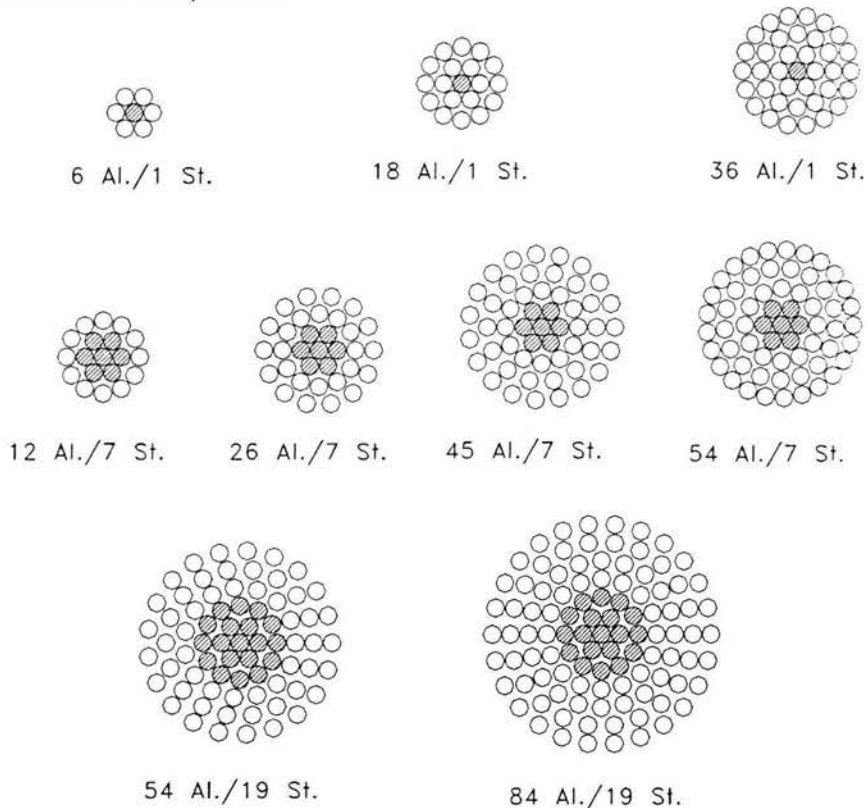 6 Al./1 St.
18 Al./1 St.
36 Al./1 St.
12 Al./7 St.
26 Al./7 St.
45 Al./7 St.
54 Al./7 St.
54 Al./19 St.
84 Al./19 St.